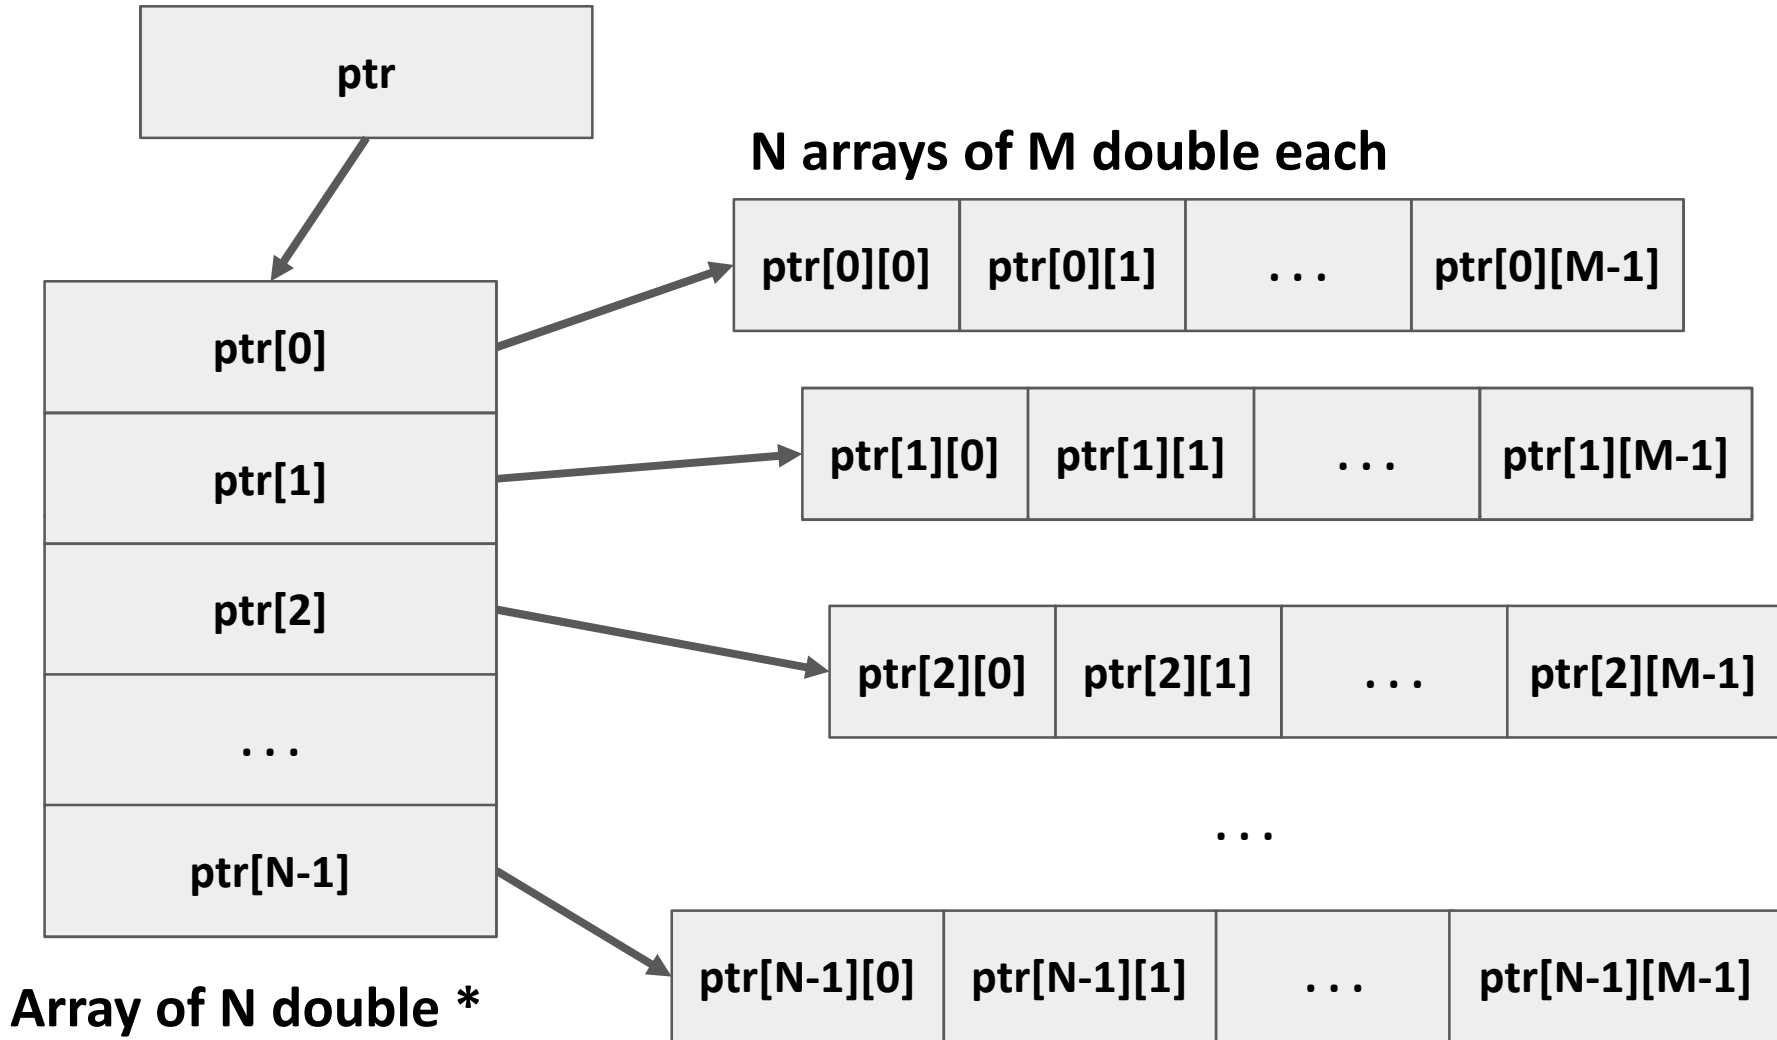 ptr
N arrays of M double each
ptr[0][0] ptr[0][1] . . . ptr[0][M-1]
ptr[0]
ptr[1][0] ptr[1][1] . . . ptr[1][M-1]
ptr[1]
ptr[2]
ptr[2][0] ptr[2][1] . . . ptr[2][M-1]
. . .
. . .
ptr[N-1]
ptr[N-1][0] ptr[N-1][1] . . . ptr[N-1][M-1]
Array of N double *